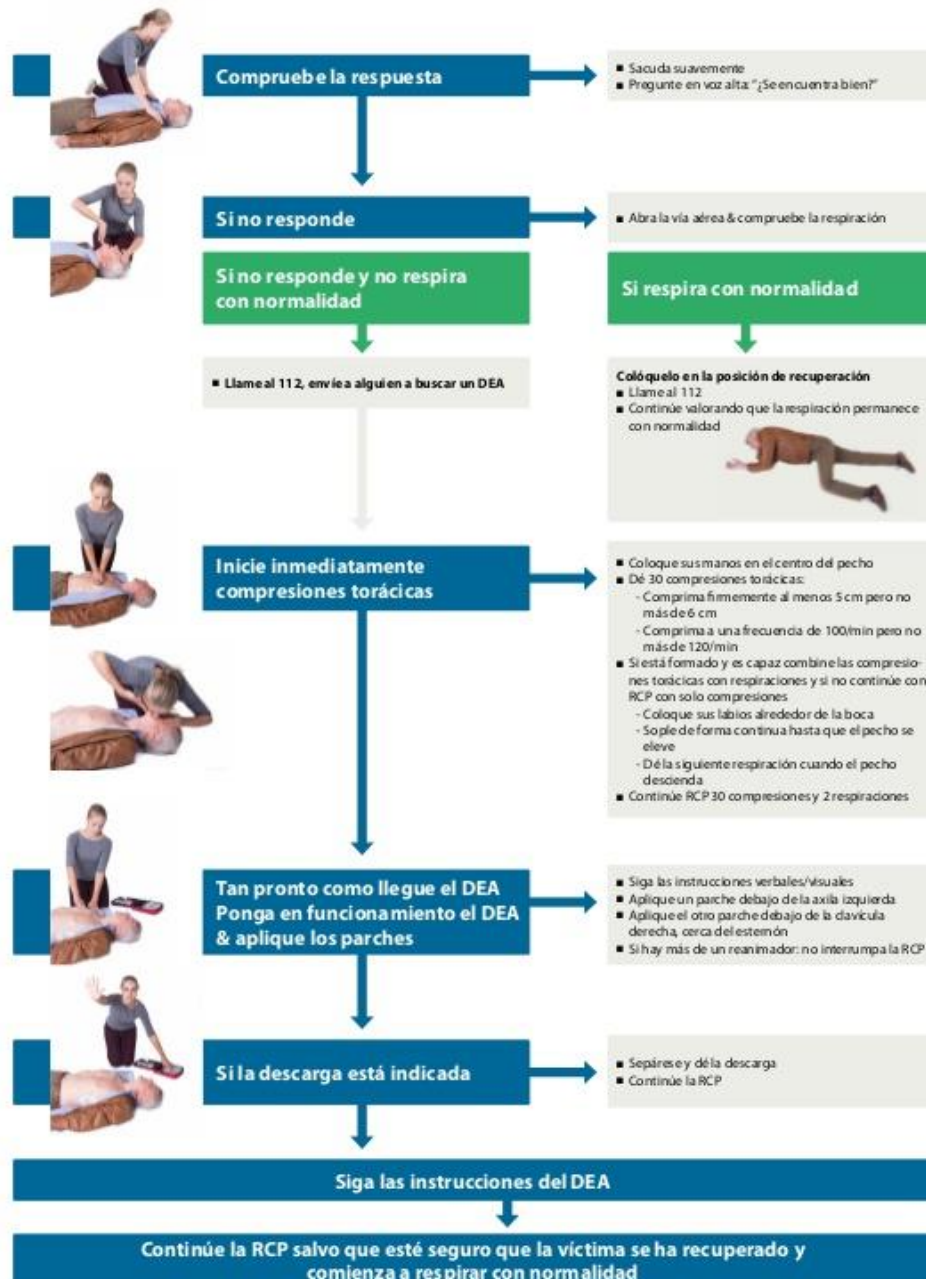 Compruebe la respuesta
■ Sacuda suavemente
■ Pregunte en voz alta: "¿Se encuentra bien?"
Si no responde
■ Abra la vía aérea & compruebe la respiración
Si no responde y no respira
con normalidad
Si respira con normalidad
■ Llame al 112, envíe a alguien a buscar un DEA
Colóquelo en la posición de recuperación
■ Llame al 112
■ Continúe valorando que la respiración permanece
con normalidad
Inicie inmediatamente
compresiones torácicas
■ Coloque sus manos en el centro del pecho
■ Dé 30 compresiones torácicas:
- Comprima firmemente al menos 5 cm pero no
más de 6 cm
- Comprima a una frecuencia de 100/min pero no
más de 120/min
■ Si está formado y es capaz combine las compresio-
nes torácicas con respiraciones y si no continúe con
RCP con solo compresiones
- Coloque sus labios alrededor de la boca
- Sople de forma continua hasta que el pecho se
eleve
- Dé la siguiente respiración cuando el pecho
descienda
■ Continúe RCP 30 compresiones y 2 respiraciones
Tan pronto como llegue el DEA
Ponga en funcionamiento el DEA
& aplique los parches
■ Siga las instrucciones verbales/visuales
■ Aplique un parche debajo de la axila izquierda
■ Aplique el otro parche debajo de la clavícula
derecha, cerca del esternón
■ Si hay más de un reanimador: no interrumpa la RCP
Si la descarga está indicada
■ Sepárese y dé la descarga
■ Continúe la RCP
Siga las instrucciones del DEA
Continúe la RCP salvo que esté seguro que la víctima se ha recuperado y
comienza a respirar con normalidad